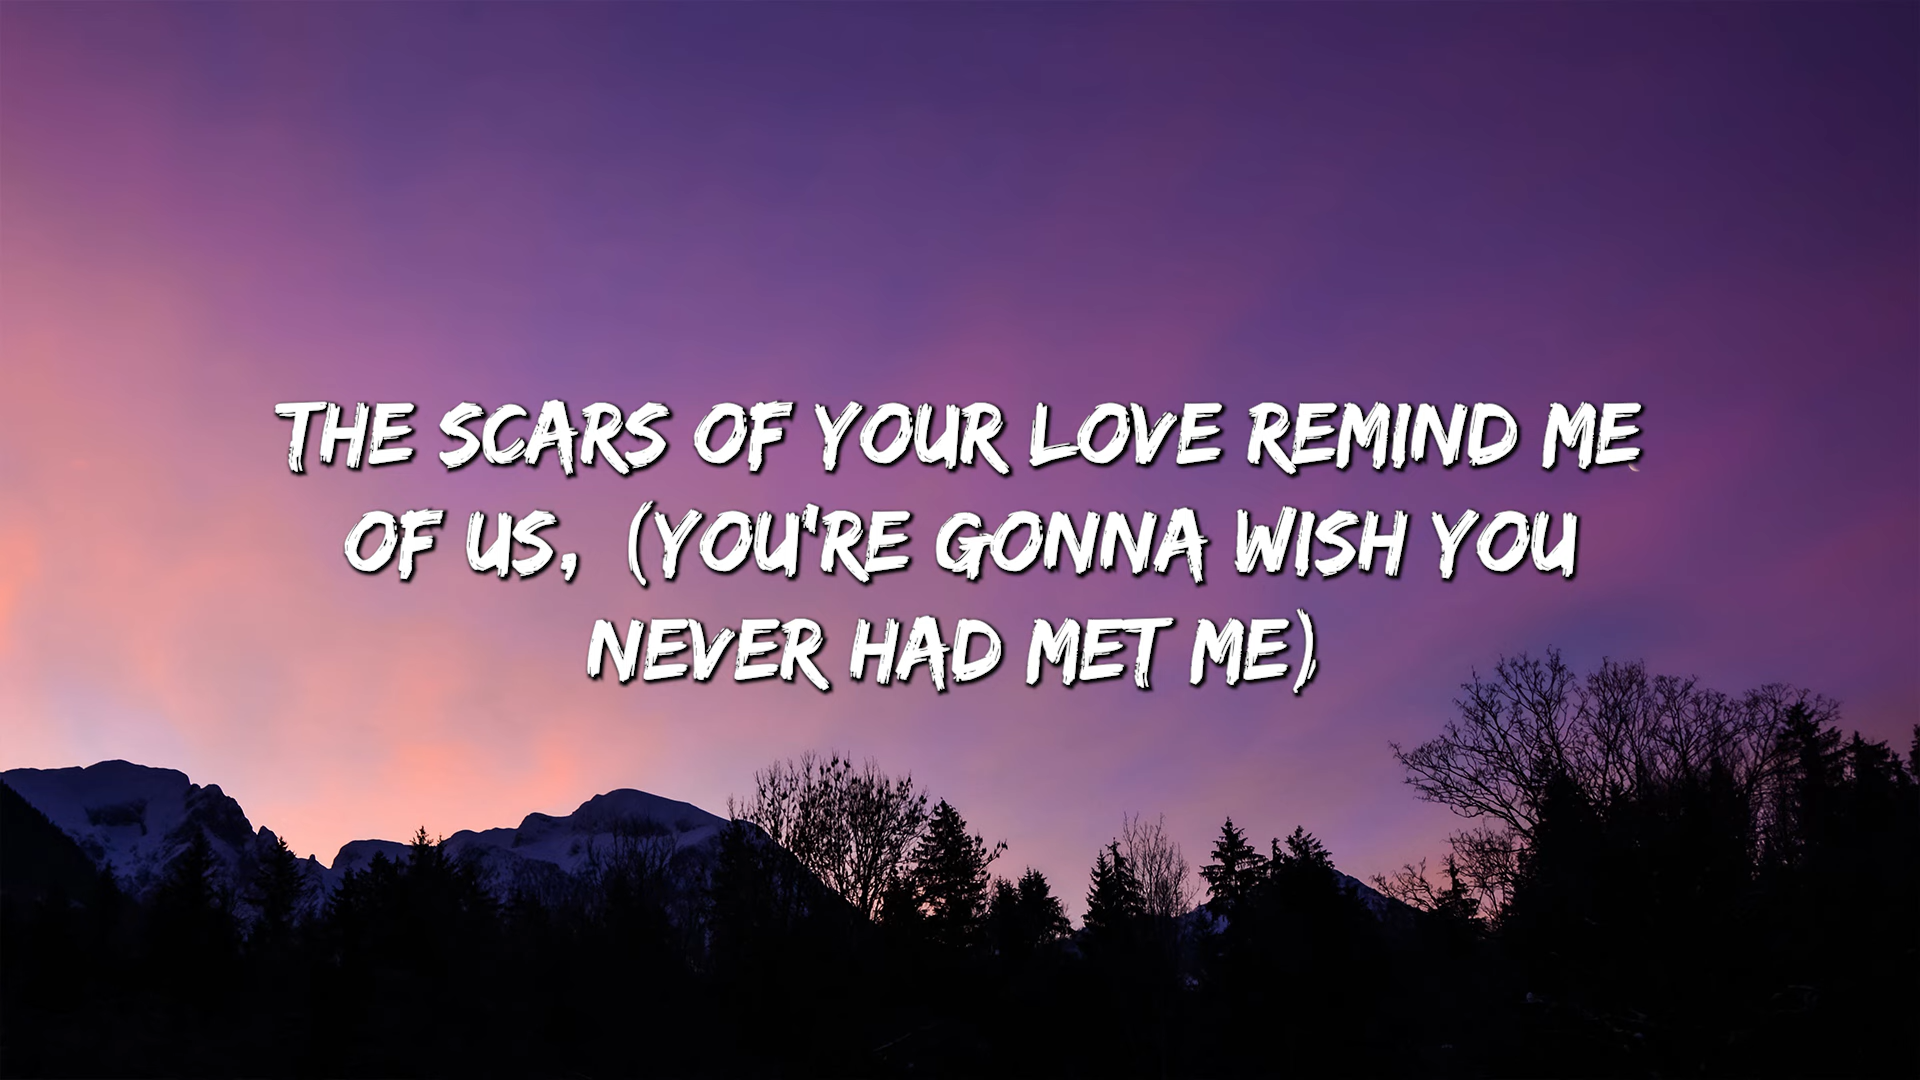 THE SCARS OF YOUR LOVE REMIND ME
OF US, (YOU'RE GONNA WISH YOU
NEVER HAD MET ME)